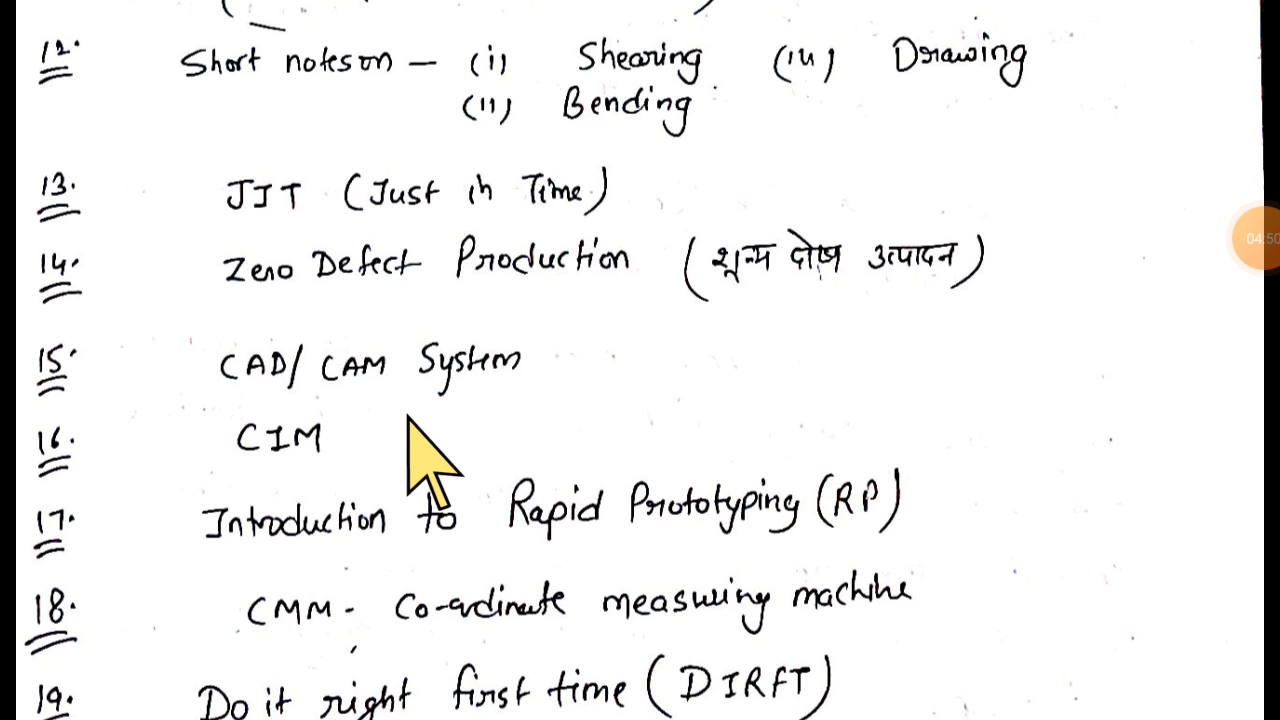 12. Short notes on – (i) Shearing (iii) Drawing
(ii) Bending
13. JIT (Just in Time)
14. Zero Defect Production (शून्य दोष उत्पादन)
15. CAD/CAM System
16. CIM
17. Introduction to Rapid Prototyping (RP)
18. CMM - Co-ordinate measuring machine
19. Do it right first time (DIRFT)
04:50